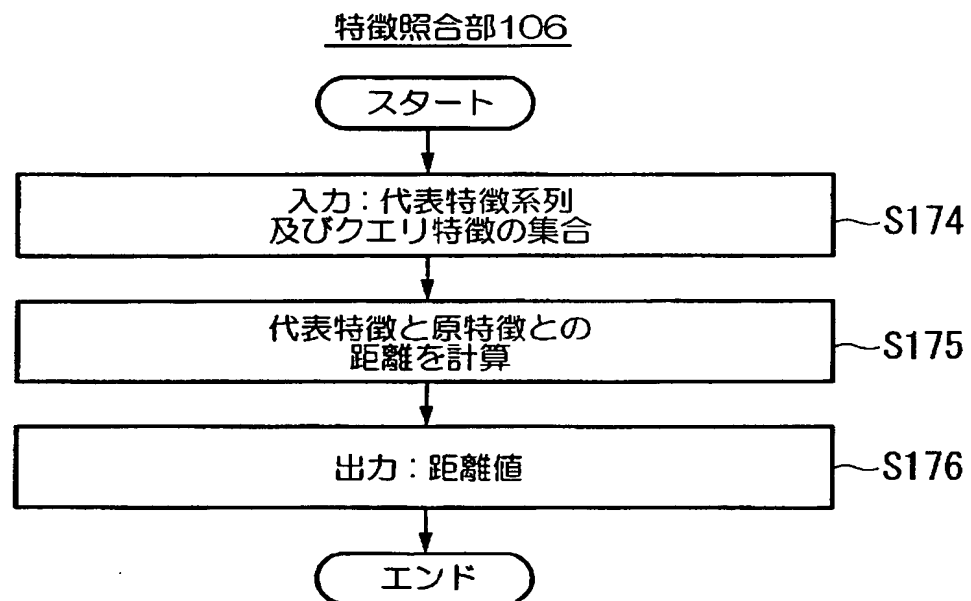 特徴照合部106
スタート
入力：代表特徴系列
及びクエリ特徴の集合
S174
代表特徴と原特徴との
距離を計算
S175
出力：距離値
S176
エンド